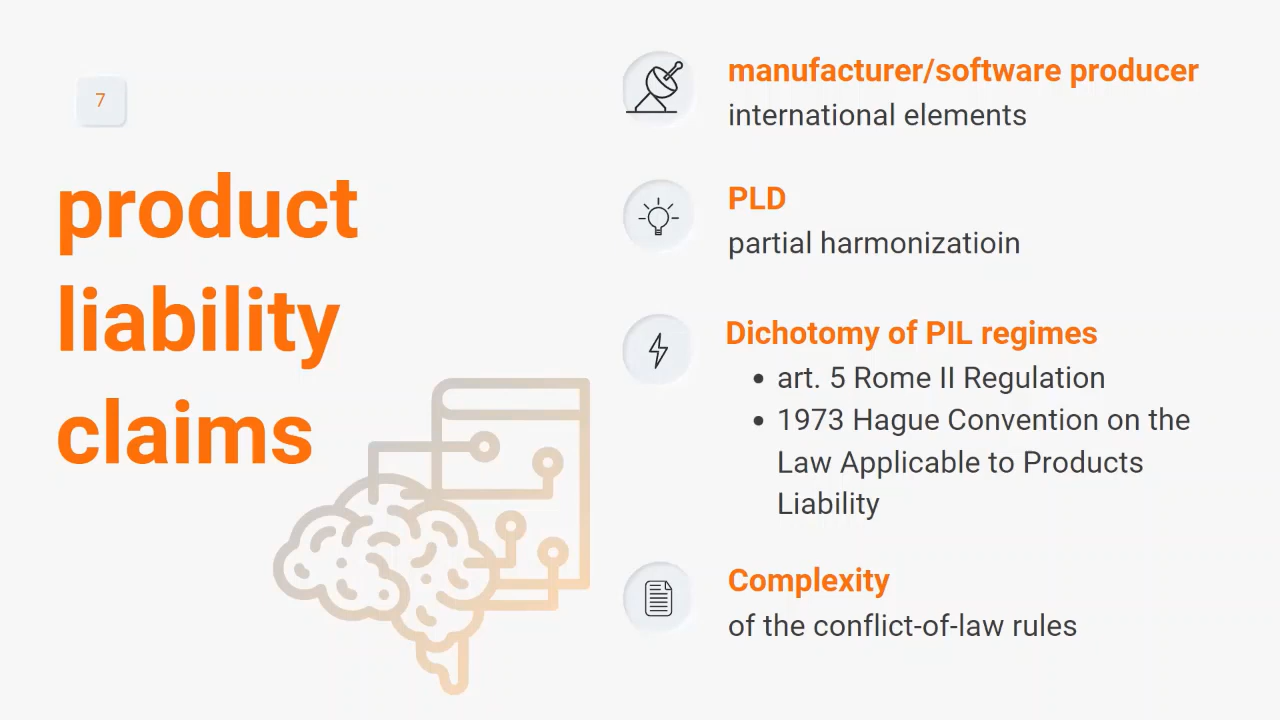 7
product
liability
claims
manufacturer/software producer
international elements
PLD
partial harmonizatioin
Dichotomy of PIL regimes
• art. 5 Rome II Regulation
• 1973 Hague Convention on the
Law Applicable to Products
Liability
Complexity
of the conflict-of-law rules